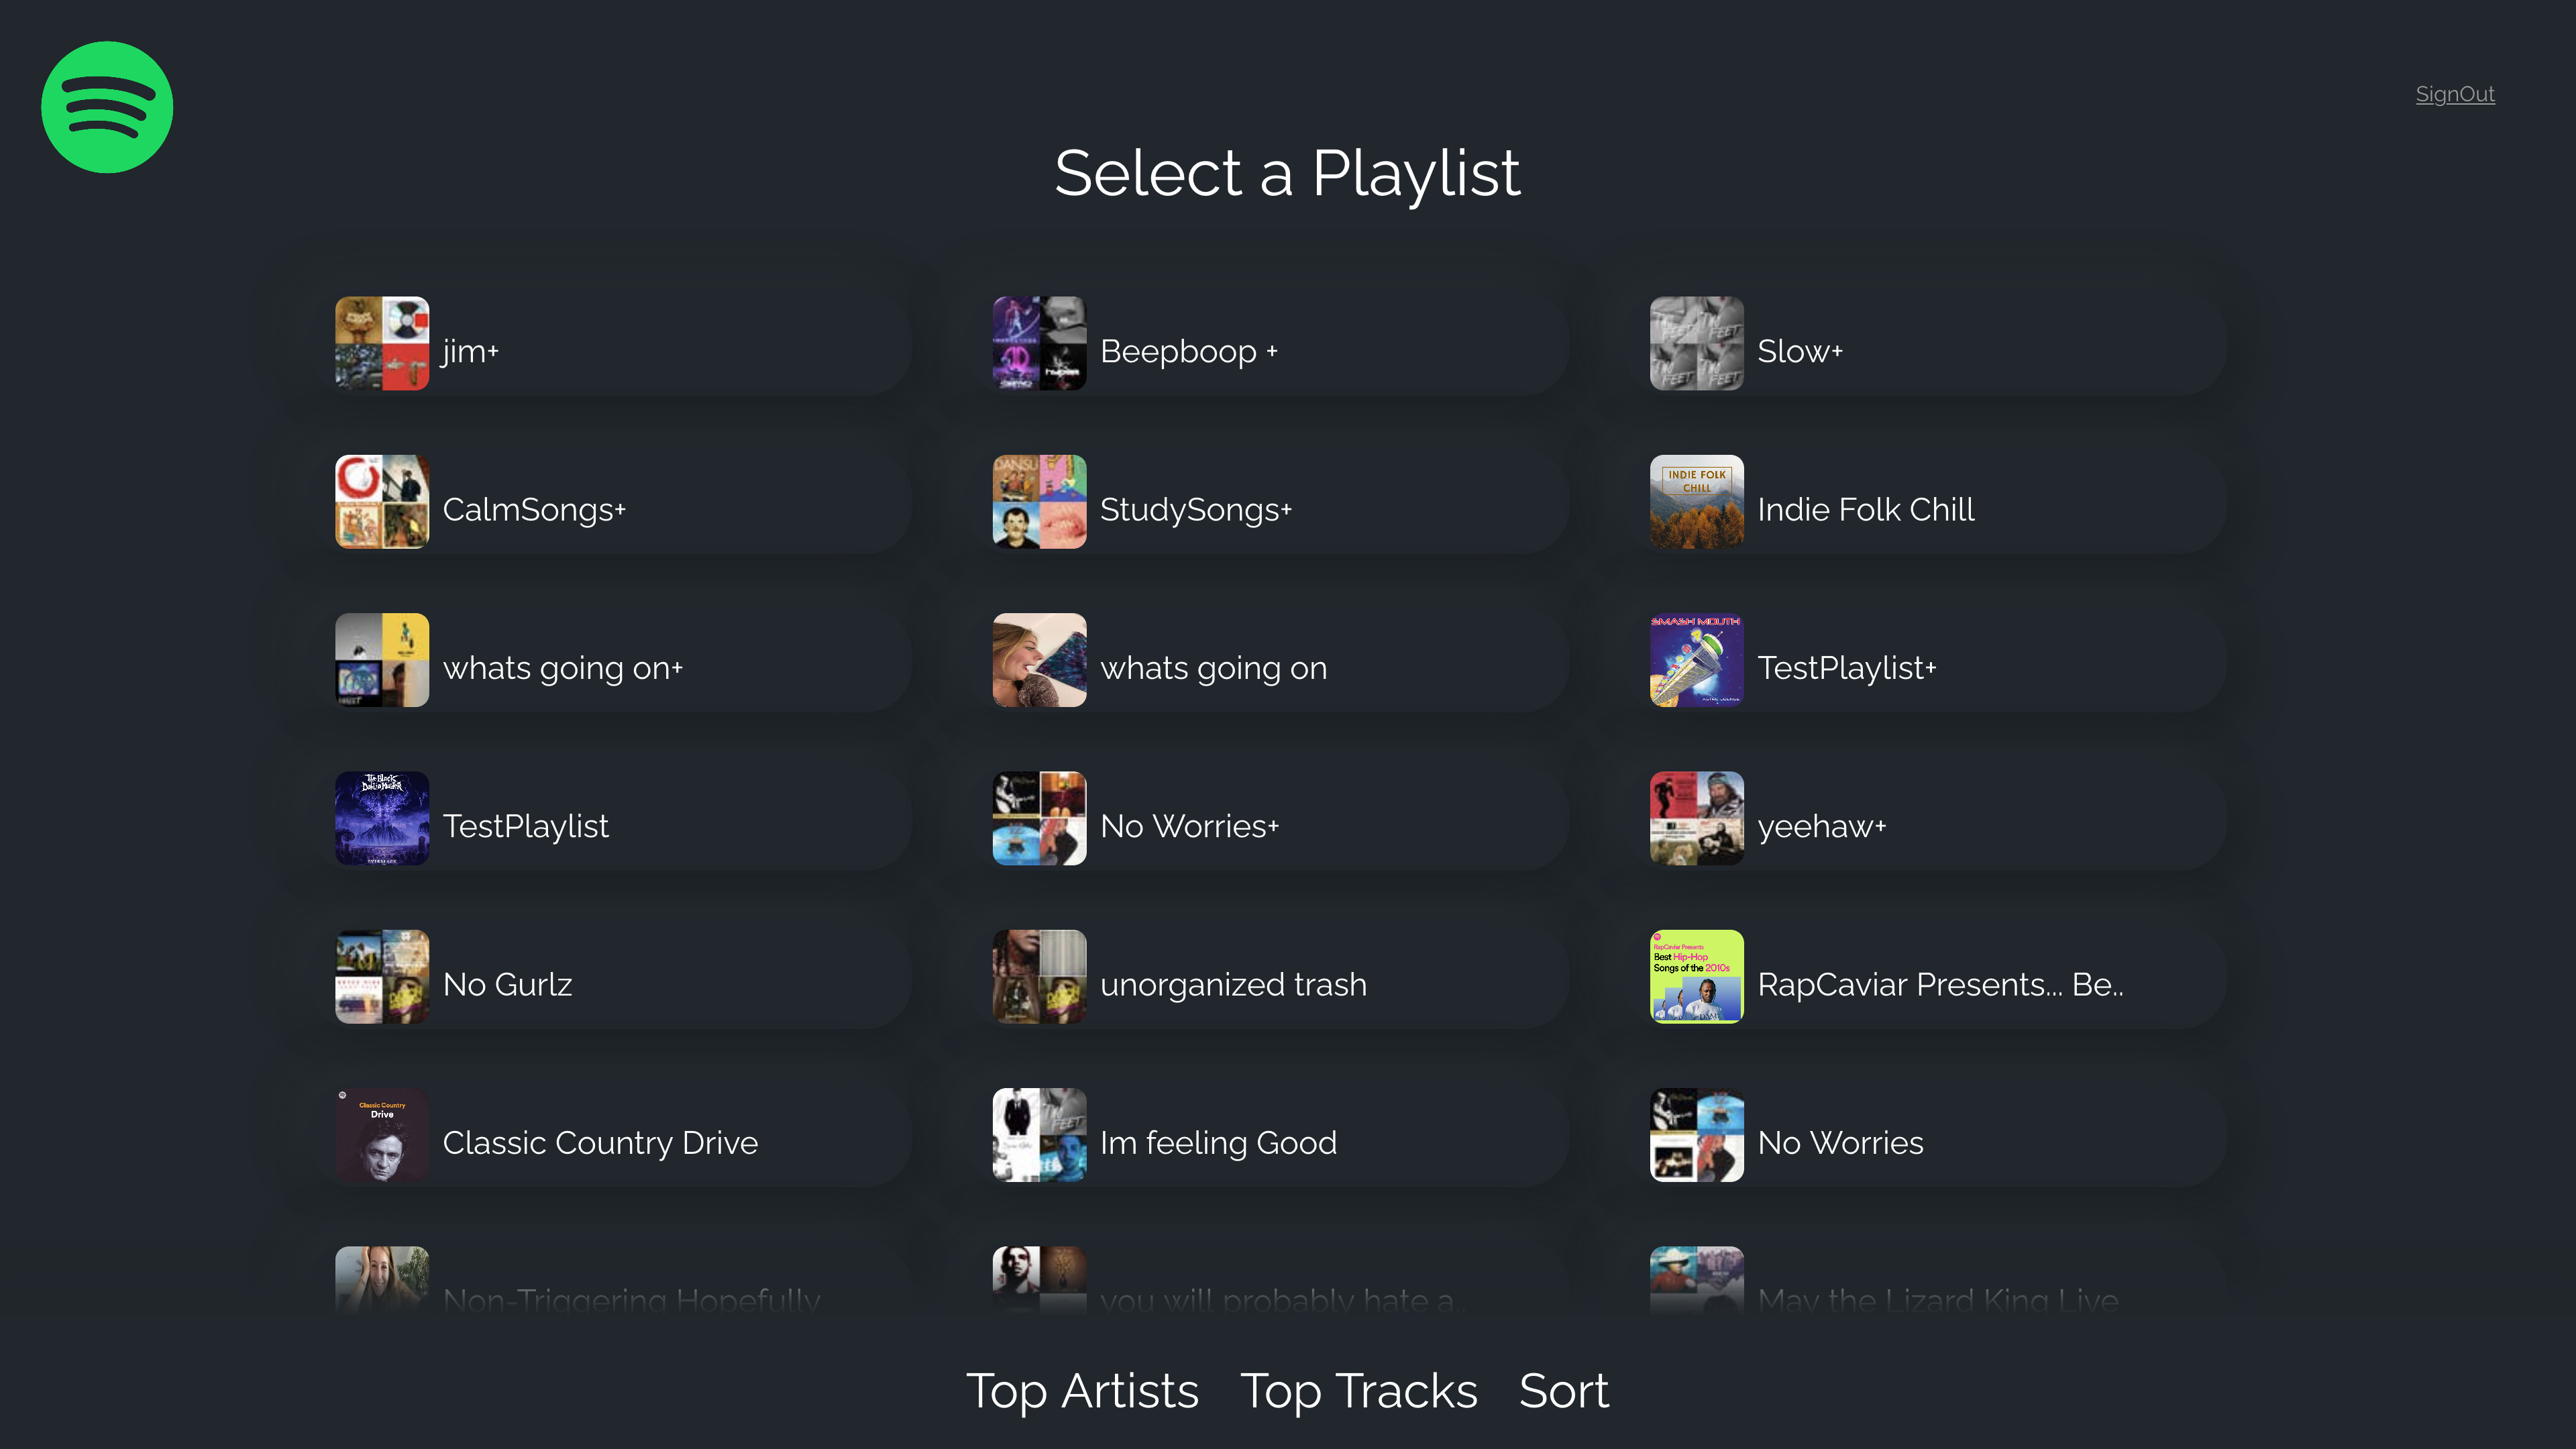 SignOut
Select a Playlist
jim+
Beepboop +
Slow+
CalmSongs+
StudySongs+
INDIE FOLK
CHILL
Indie Folk Chill
whats going on+
whats going on
SMASH MOUTH
TestPlaylist+
TestPlaylist
No Worries+
yeehaw+
No Gurlz
unorganized trash
RapCaviar Presents
Best Hip-Hop
Songs of the 2010s
RapCaviar Presents... Be..
Classic Country
Drive
Classic Country Drive
Im feeling Good
No Worries
Non-Triggering Hopefully
you will probably hate a..
May the Lizard King Live
Top Artists Top Tracks Sort